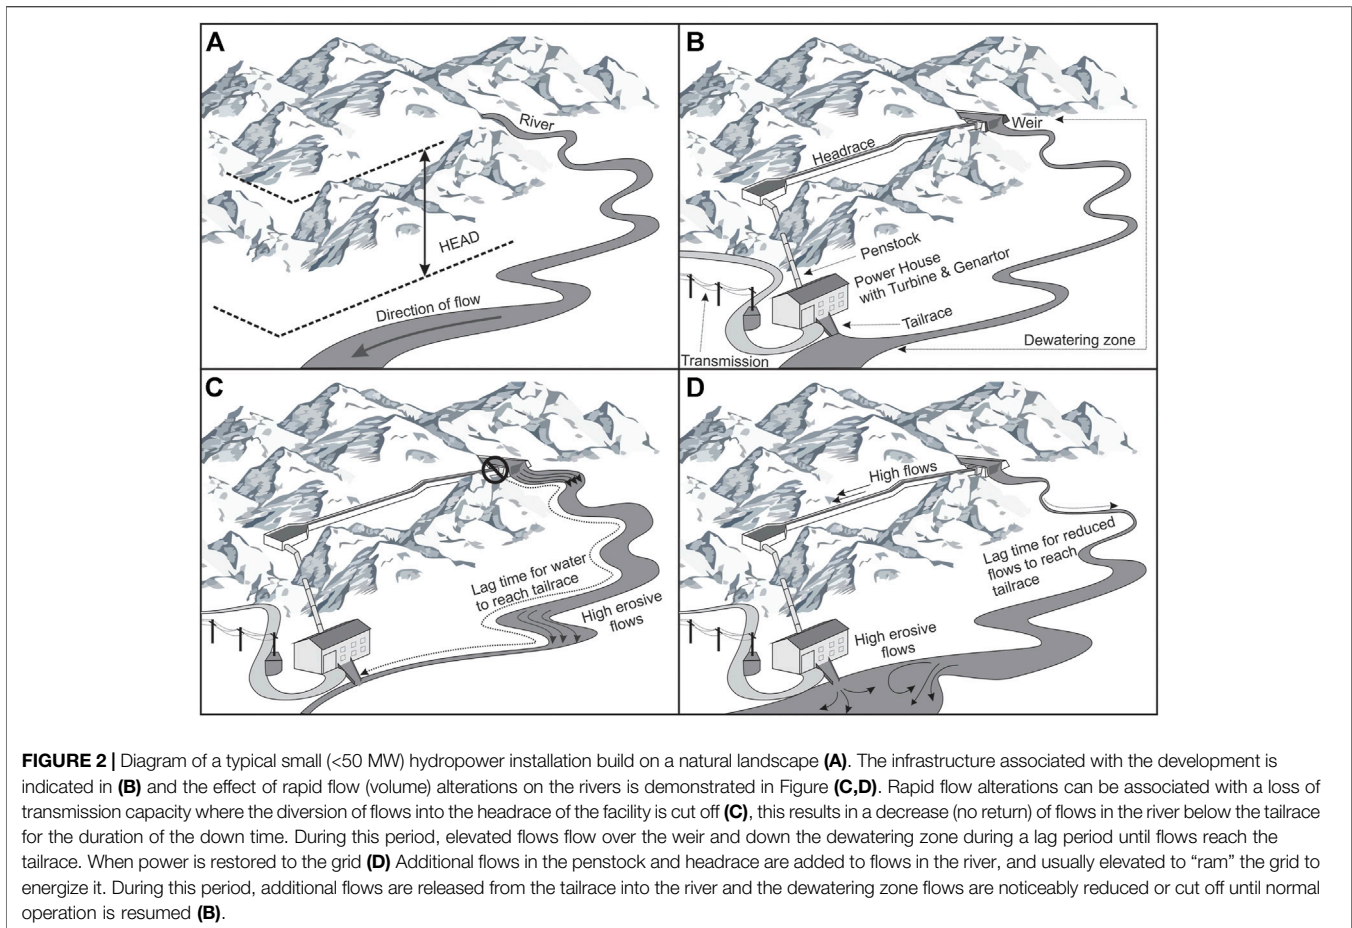 A
River
HEAD
Direction of flow
B
Weir
Headrace
Penstock
Power House
with Turbine & Genartor
Tailrace
Dewatering zone
Transmission
C
Lag time for water
to reach tailrace
High erosive
flows
D
High flows
Lag time for reduced
flows to reach
tailrace
High erosive
flows
FIGURE 2 | Diagram of a typical small (<50 MW) hydropower installation build on a natural landscape (A). The infrastructure associated with the development is
indicated in (B) and the effect of rapid flow (volume) alterations on the rivers is demonstrated in Figure (C,D). Rapid flow alterations can be associated with a loss of
transmission capacity where the diversion of flows into the headrace of the facility is cut off (C), this results in a decrease (no return) of flows in the river below the tailrace
for the duration of the down time. During this period, elevated flows flow over the weir and down the dewatering zone during a lag period until flows reach the
tailrace. When power is restored to the grid (D) Additional flows in the penstock and headrace are added to flows in the river, and usually elevated to “ram” the grid to
energize it. During this period, additional flows are released from the tailrace into the river and the dewatering zone flows are noticeably reduced or cut off until normal
operation is resumed (B).